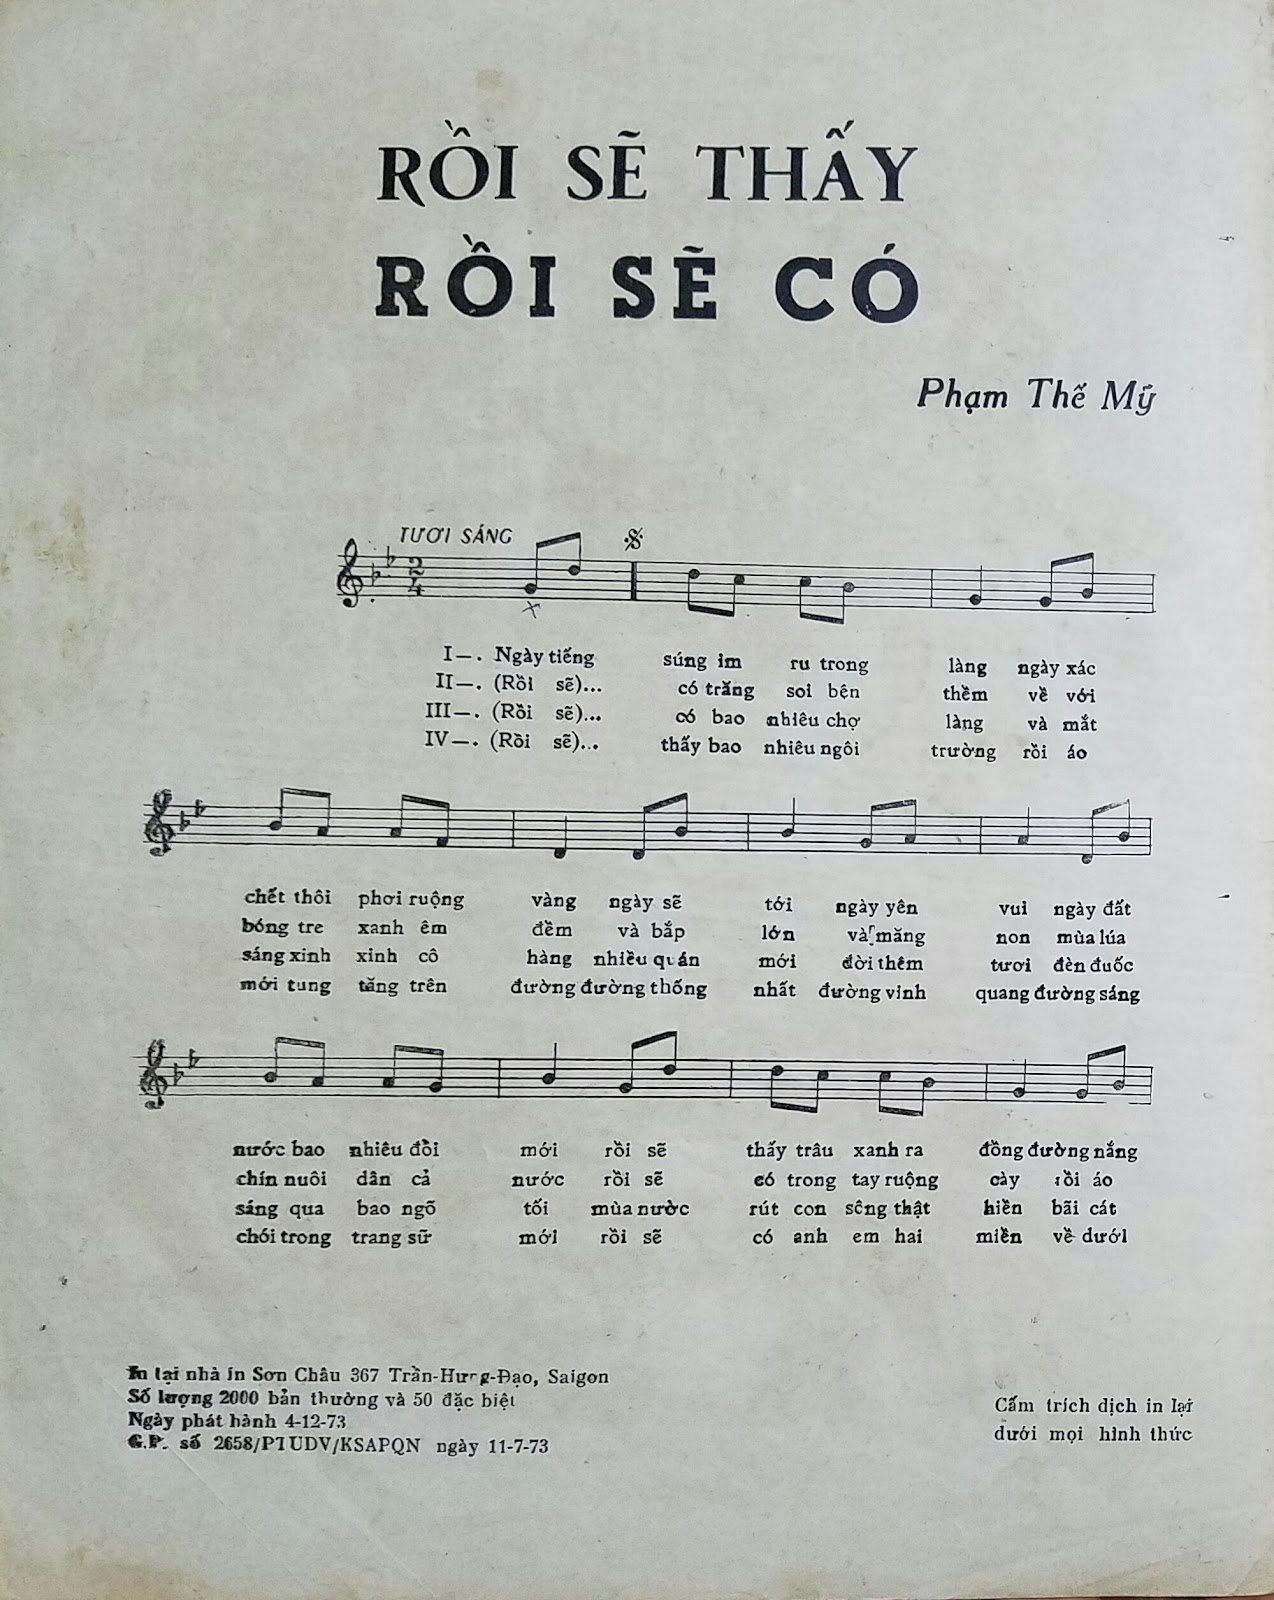 RỒI SẼ THẤY
RỒI SẼ CÓ
Phạm Thế Mỹ
TƯƠI SÁNG
2
4
I—. Ngày tiếng súng im ru trong làng ngày xác
II—. (Rồi sẽ)... có trăng soi bên thềm về với
III—. (Rồi sẽ)... có bao nhiêu chợ làng và mắt
IV—. (Rồi sẽ)... thấy bao nhiêu ngôi trường rồi áo
chết thôi phơi ruộng vàng ngày sẽ tới ngày yên vui ngày đất
bóng tre xanh êm đềm và bắp lớn và măng non mùa lúa
sáng xinh xinh cô hàng nhiều quán mới đời thêm tươi đèn đuốc
mới tung tăng trên đường đường thống nhất đường vinh quang đường sáng
nước bao nhiêu đồi mới rồi sẽ thấy trâu xanh ra đồng đường nắng
chín nuôi dân cả nước rồi sẽ có trong tay ruộng cày rồi áo
sáng qua bao ngõ tối mùa nước rút con sông thật hiền bãi cát
chói trong trang sữ mới rồi sẽ có anh em hai miền về dưới
In tại nhà in Sơn Châu 367 Trần-Hưng-Đạo, Saigon
Số lượng 2000 bản thường và 50 đặc biệt
Ngày phát hành 4-12-73
G.P. số 2658/PTUDV/KSAPQN ngày 11-7-73
Cấm trích dịch in lại
dưới mọi hình thức